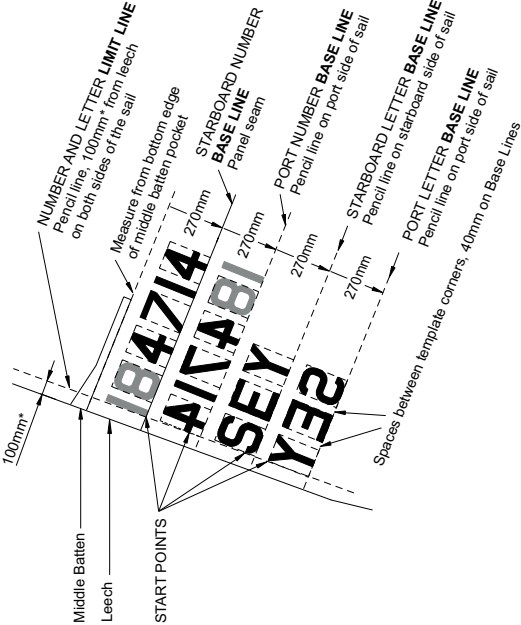 100mm*
NUMBER AND LETTER LIMIT LINE
Pencil line, 100mm* from leech
on both sides of the sail
Measure from bottom edge
of middle batten pocket
STARBOARD NUMBER
BASE LINE
Panel seam
PORT NUMBER BASE LINE
Pencil line on port side of sail
STARBOARD LETTER BASE LINE
Pencil line on starboard side of sail
PORT LETTER BASE LINE
Pencil line on port side of sail
270mm
270mm
270mm
270mm
184714
184714
SEY
SEY
Middle Batten
Leech
START POINTS
Spaces between template corners, 40mm on Base Lines